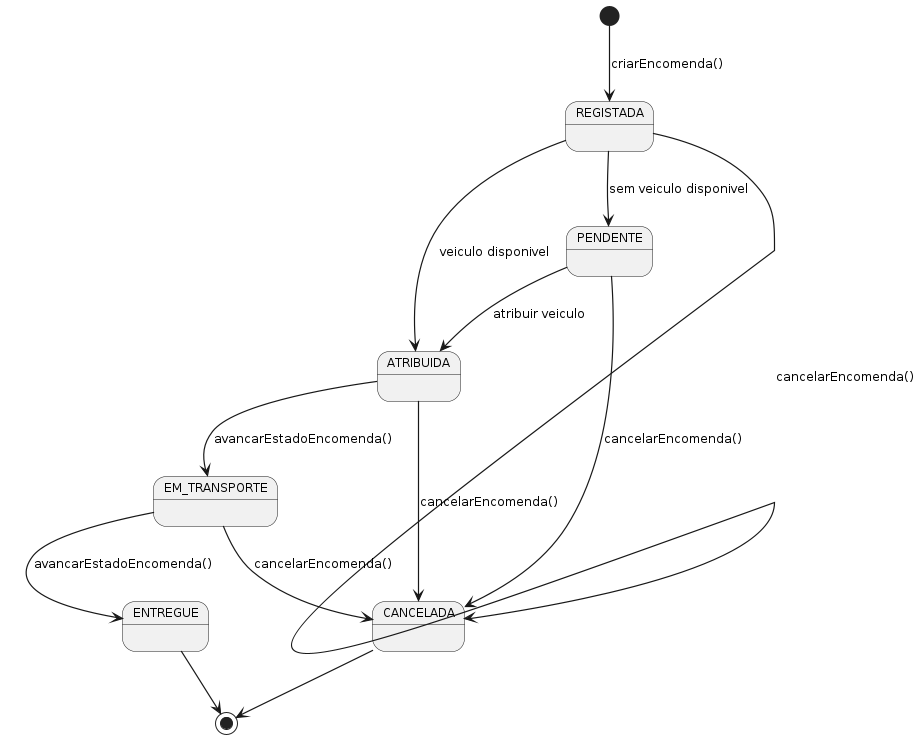 criarEncomenda()
REGISTADA
sem veiculo disponivel
PENDENTE
veiculo disponivel
atribuir veiculo
ATRIBUIDA
cancelarEncomenda()
avancarEstadoEncomenda()
cancelarEncomenda()
EM_TRANSPORTE
cancelarEncomenda()
avancarEstadoEncomenda()
cancelarEncomenda()
ENTREGUE
CANCELADA